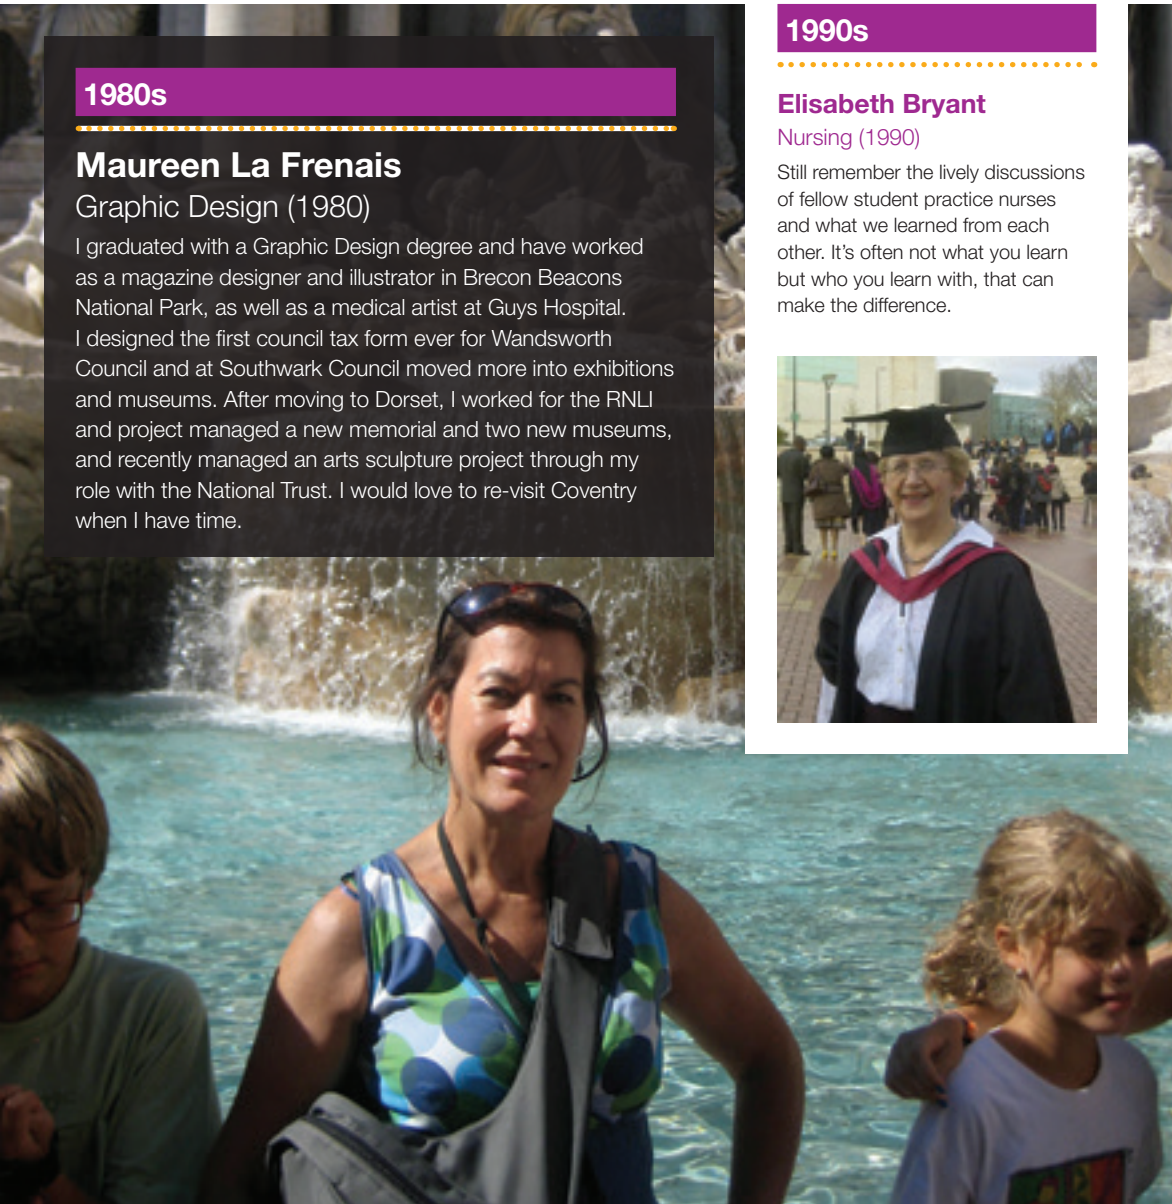 1980s
Maureen La Frenais
Graphic Design (1980)
I graduated with a Graphic Design degree and have worked
as a magazine designer and illustrator in Brecon Beacons
National Park, as well as a medical artist at Guys Hospital.
I designed the first council tax form ever for Wandsworth
Council and at Southwark Council moved more into exhibitions
and museums. After moving to Dorset, I worked for the RNLI
and project managed a new memorial and two new museums,
and recently managed an arts sculpture project through my
role with the National Trust. I would love to re-visit Coventry
when I have time.
1990s
Elisabeth Bryant
Nursing (1990)
Still remember the lively discussions
of fellow student practice nurses
and what we learned from each
other. It’s often not what you learn
but who you learn with, that can
make the difference.